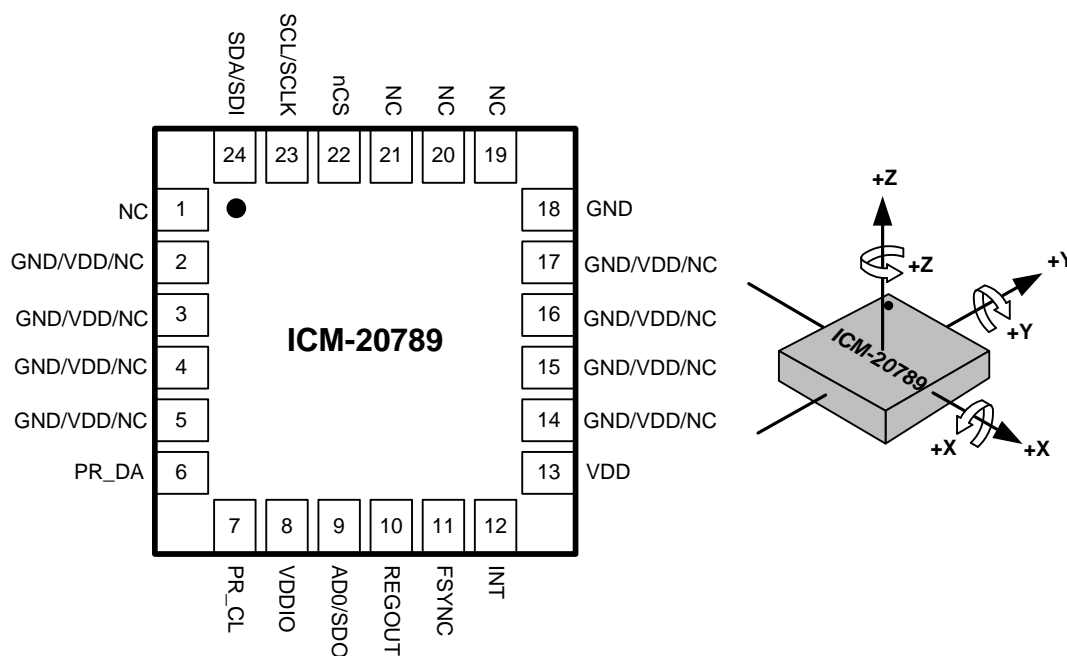 SDA/SDI
SCL/SCLK
nCS
NC
NC
NC
24
23
22
21
20
19
NC
1
GND/VDD/NC
2
GND/VDD/NC
3
GND/VDD/NC
4
GND/VDD/NC
5
PR_DA
6
ICM-20789
18
GND
17
GND/VDD/NC
16
GND/VDD/NC
15
GND/VDD/NC
14
GND/VDD/NC
13
VDD
7
8
9
10
11
12
PR_CL
VDDIO
AD0/SDO
REGOUT
FSYNC
INT
+Z
+Z
+Y
+Y
ICM-20789
+X
+X